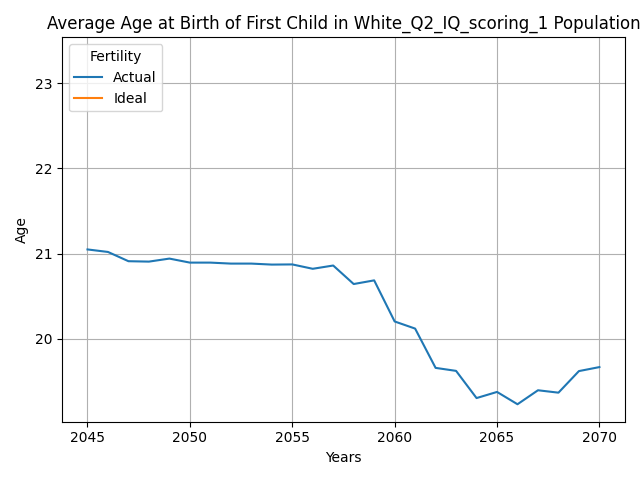 Average Age at Birth of First Child in White_Q2_IQ_scoring_1 Population
Fertility
Actual
Ideal
23
22
21
20
Age
2045 2050 2055 2060 2065 2070
Years